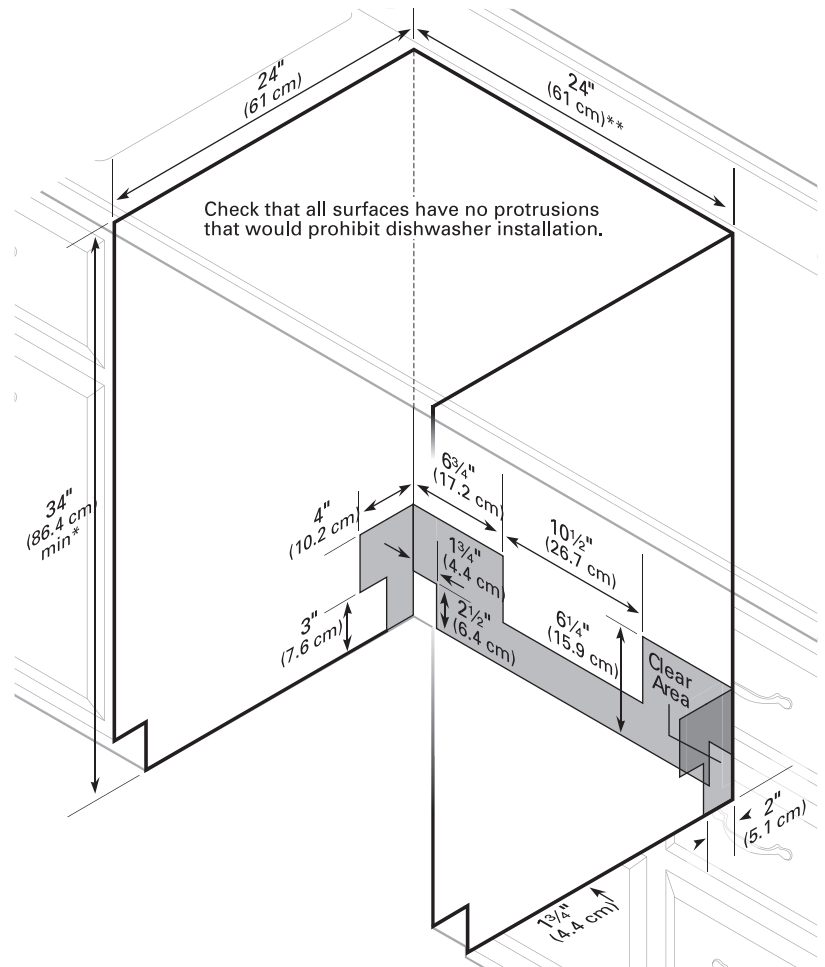 24"
(61 cm)
24"
(61 cm)**
Check that all surfaces have no protrusions
that would prohibit dishwasher installation.
34"
(86.4 cm)
min*
4"
(10.2 cm)
6¾"
(17.2 cm)
10½"
(26.7 cm)
1¾"
(4.4 cm)
3"
(7.6 cm)
2½"
(6.4 cm)
6¼"
(15.9 cm)
Clear
Area
2"
(5.1 cm)
1¾"
(4.4 cm)